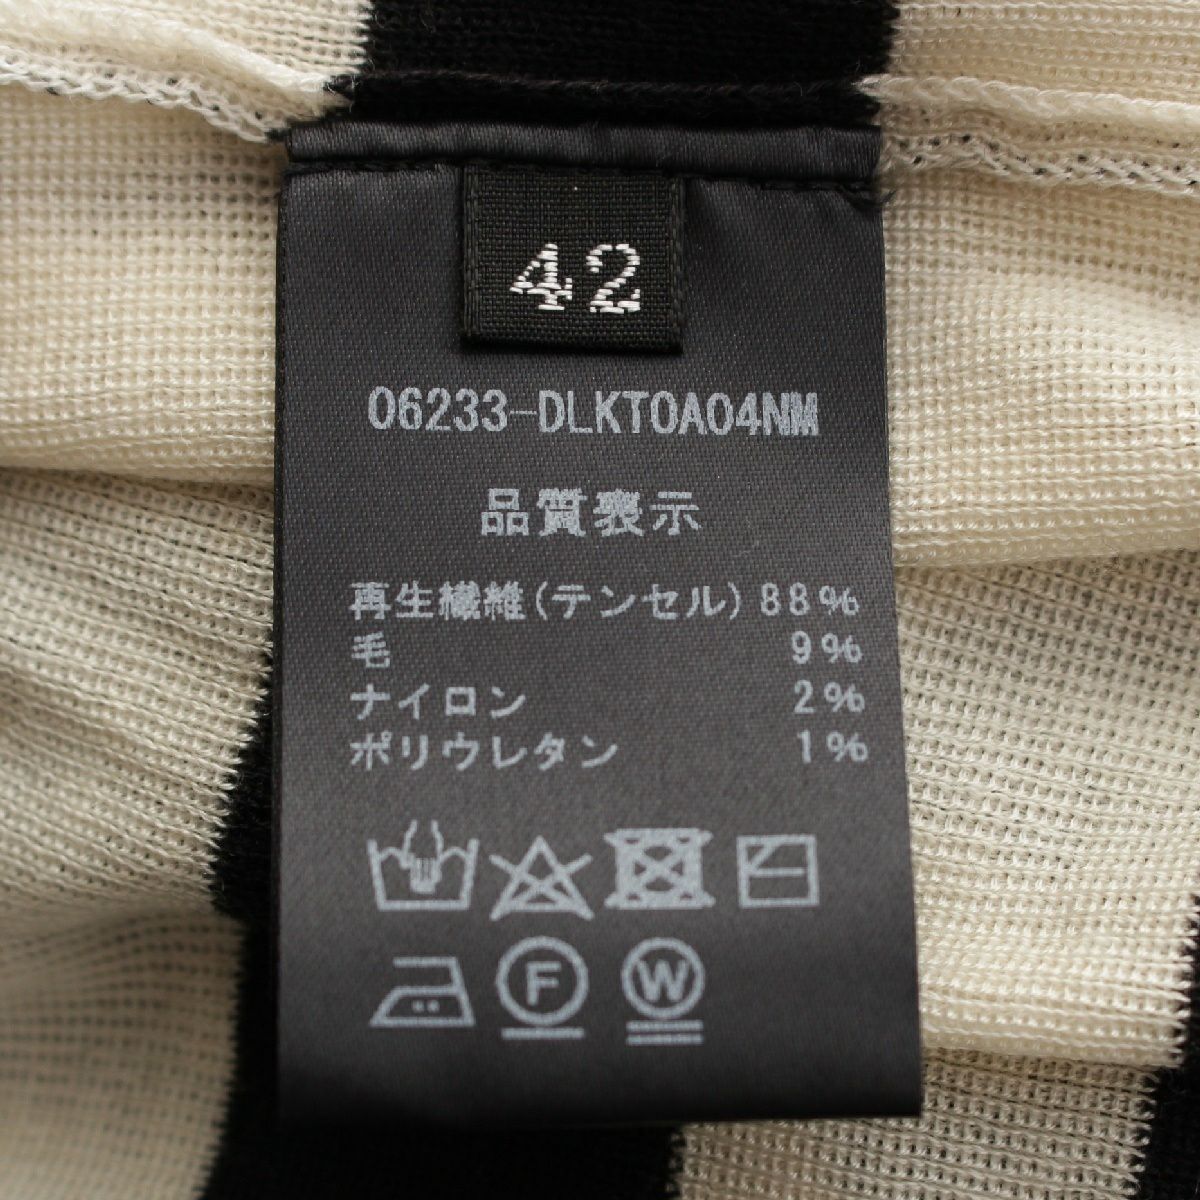 42
06233-DLKT0A04NM
品質表示
再生繊維(テンセル) 88%
毛 9%
ナイロン 2%
ポリウレタン 1%
F W